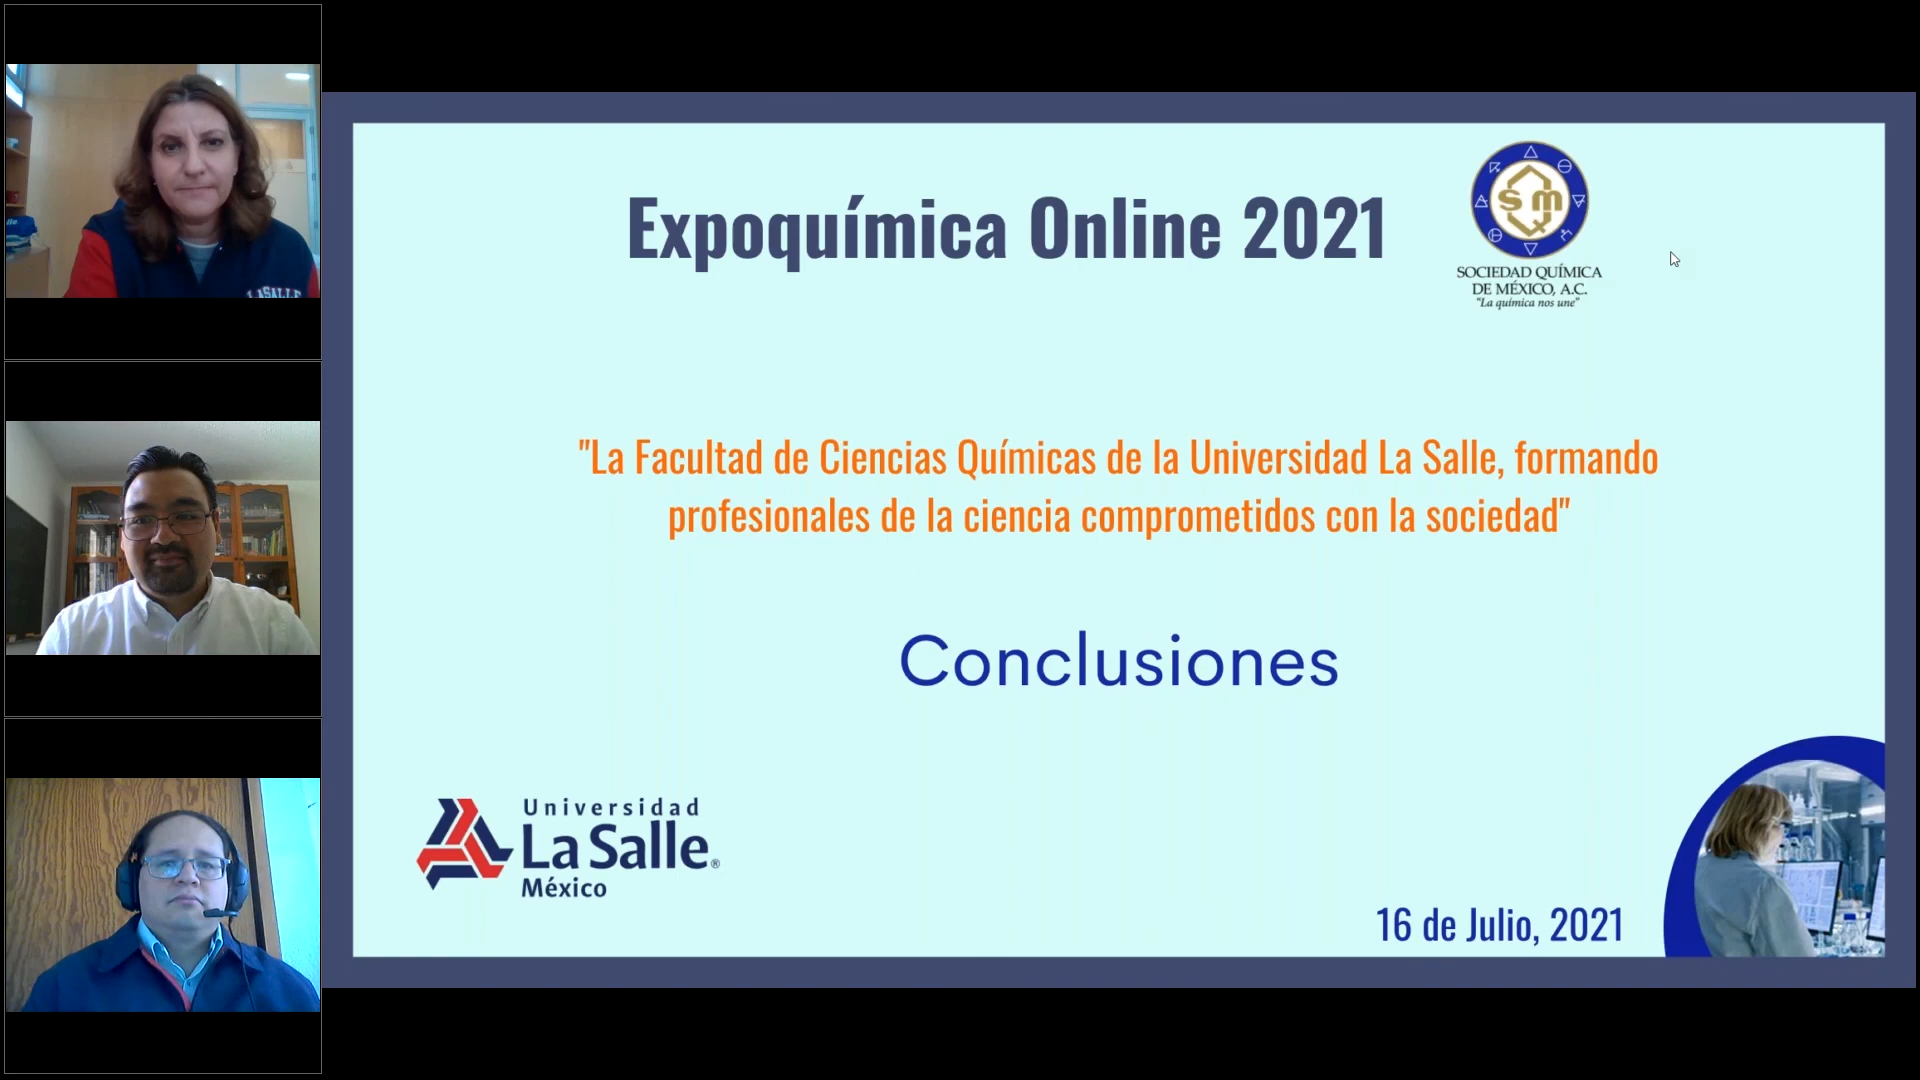 LASALLE
Expoquímica Online 2021
SMQ
SOCIEDAD QUÍMICA
DE MÉXICO, A.C.
"La química nos une"
"La Facultad de Ciencias Químicas de la Universidad La Salle, formando
profesionales de la ciencia comprometidos con la sociedad"
Conclusiones
Universidad
La Salle®
México
16 de Julio, 2021